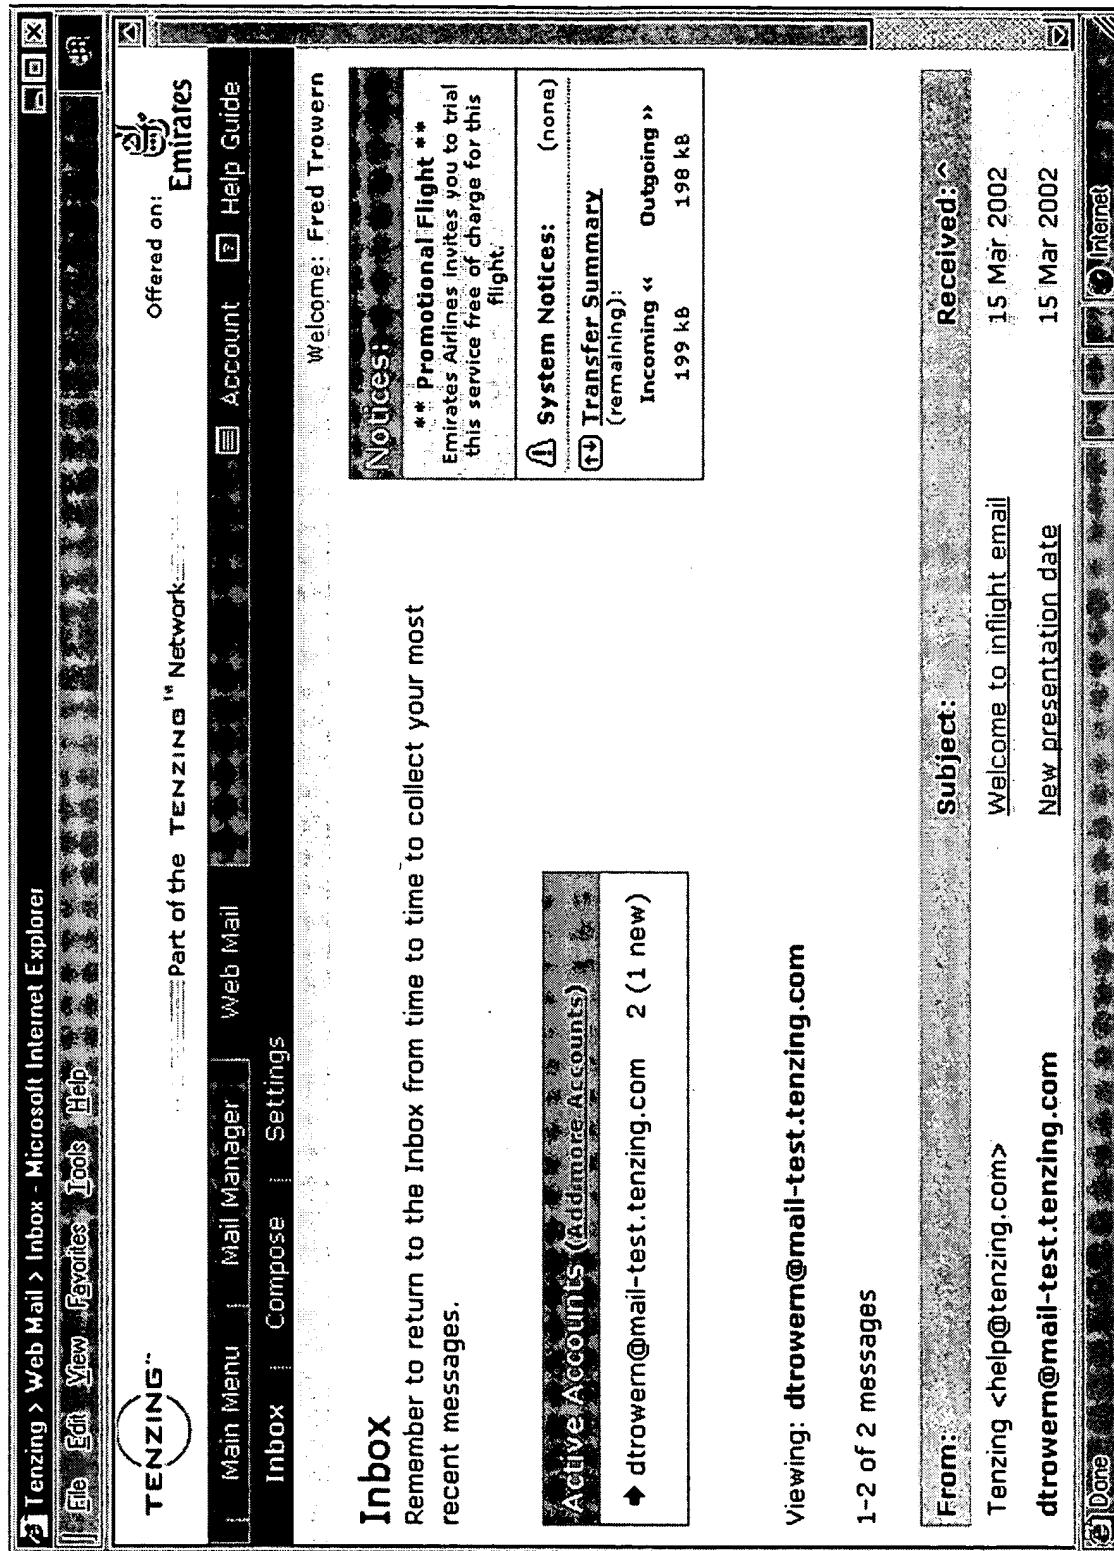 Tenzing > Web Mail > Inbox - Microsoft Internet Explorer
File Edit View Favorites Tools Help
TENZING™
Part of the TENZING™ Network
Offered on:
Emirates
Main Menu | Mail Manager | Web Mail
Account ? Help Guide
Inbox | Compose | Settings
Welcome: Fred Trowern
Inbox
Remember to return to the Inbox from time to time to collect your most
recent messages.
Notices:
** Promotional Flight **
Emirates Airlines invites you to trial
this service free of charge for this
flight.
System Notices: (none)
Transfer Summary
(remaining):
Incoming << Outgoing >>
199 kB 198 kB
Active Accounts (Add more Accounts)
dtrowern@mail-test.tenzing.com 2 (1 new)
Viewing: dtrowern@mail-test.tenzing.com
1-2 of 2 messages
From: Subject: Received: ^
Tenzing <help@tenzing.com> Welcome to inflight email 15 Mar 2002
dtrowern@mail-test.tenzing.com New presentation date 15 Mar 2002
Done Internet